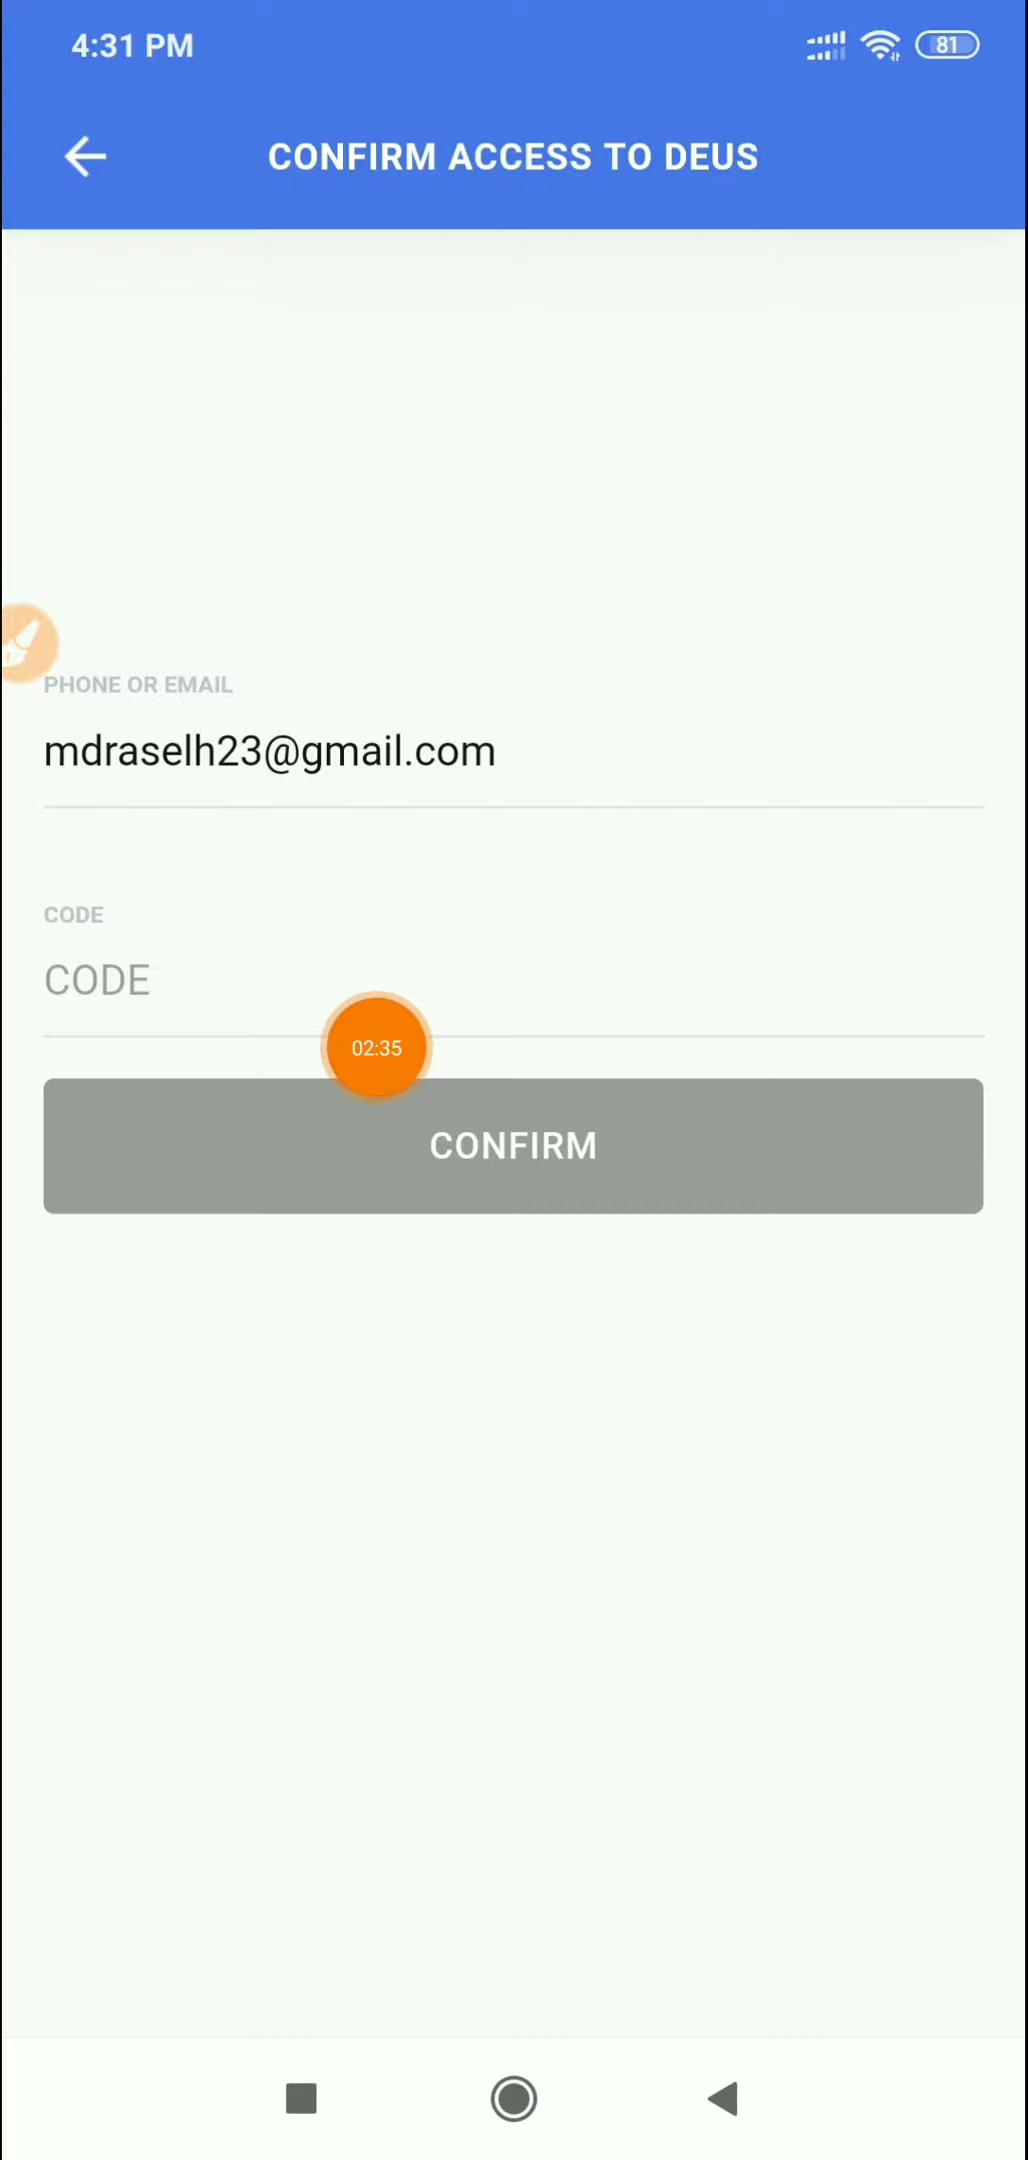 4:31 PM
81
CONFIRM ACCESS TO DEUS
PHONE OR EMAIL
mdraselh23@gmail.com
CODE
CODE
02:35
CONFIRM